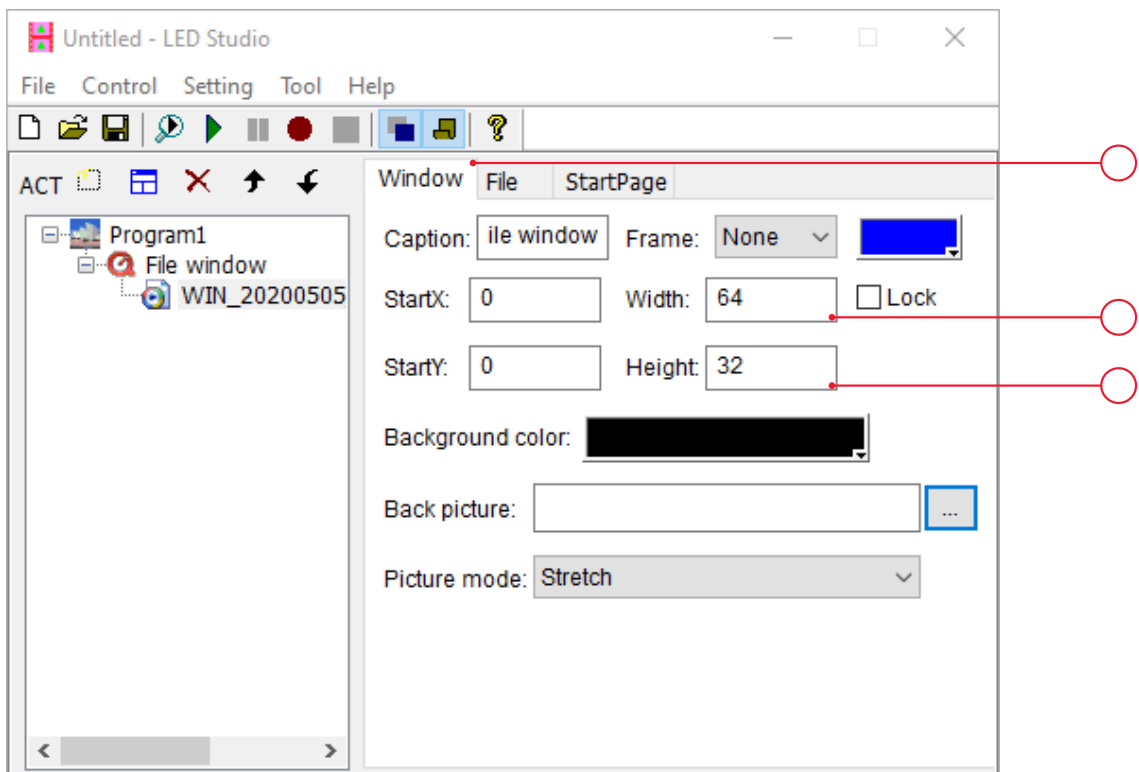 Untitled - LED Studio
File Control Setting Tool Help
ACT
Program1
File window
WIN_20200505
Window File StartPage
Caption: ile window Frame: None
StartX: 0 Width: 64 Lock
StartY: 0 Height: 32
Background color:
Back picture: ...
Picture mode: Stretch